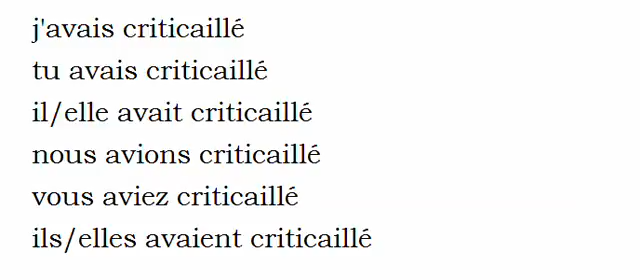 j'avais criticaillé
tu avais criticaillé
il/elle avait criticaillé
nous avions criticaillé
vous aviez criticaillé
ils/elles avaient criticaillé